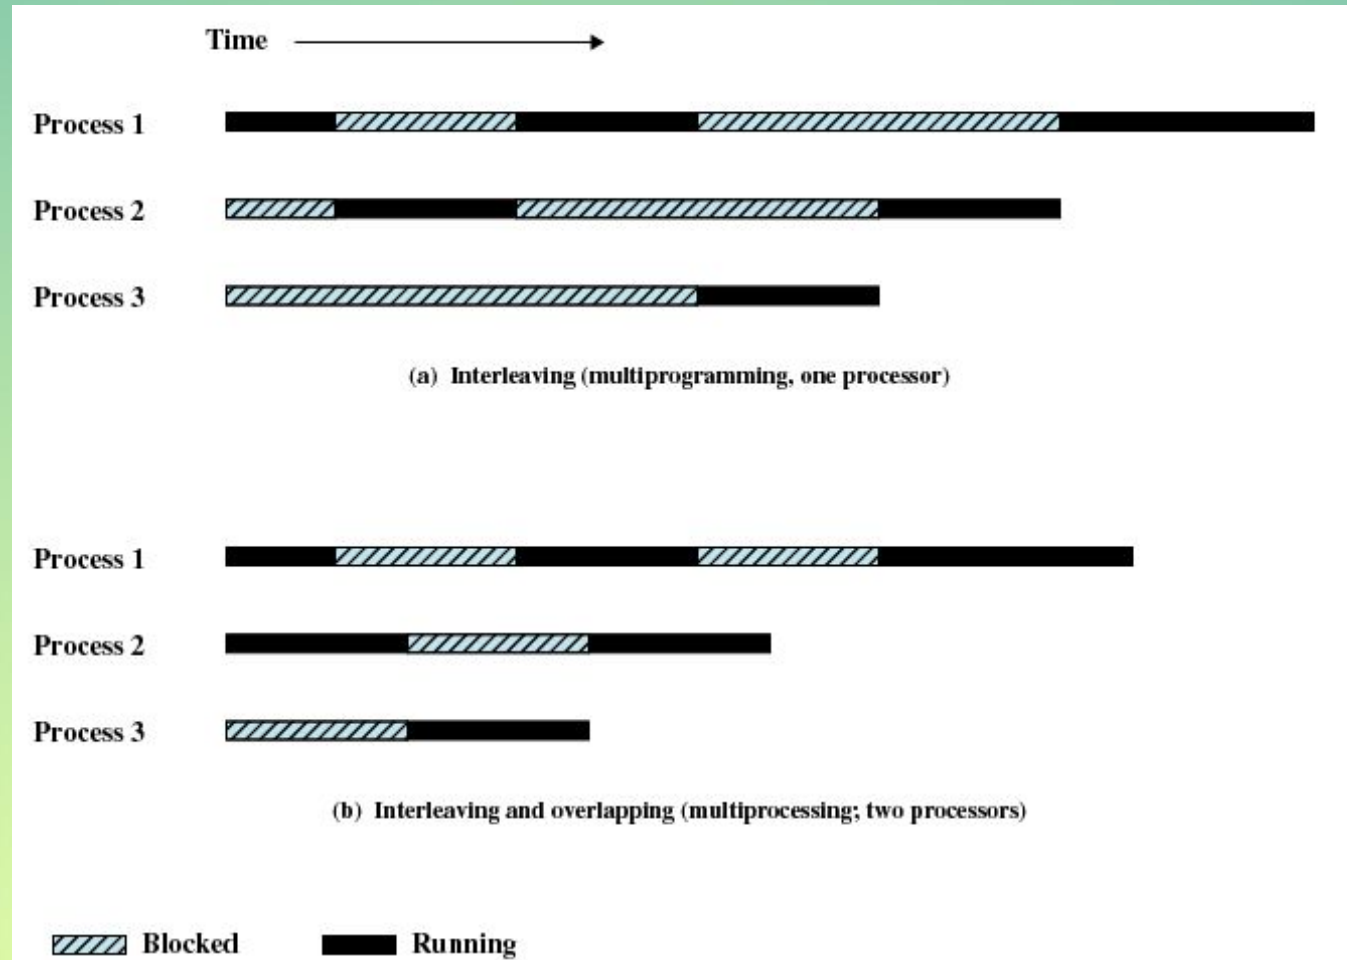 Time
Process 1
Process 2
Process 3
(a) Interleaving (multiprogramming, one processor)
Process 1
Process 2
Process 3
(b) Interleaving and overlapping (multiprocessing; two processors)
Blocked Running